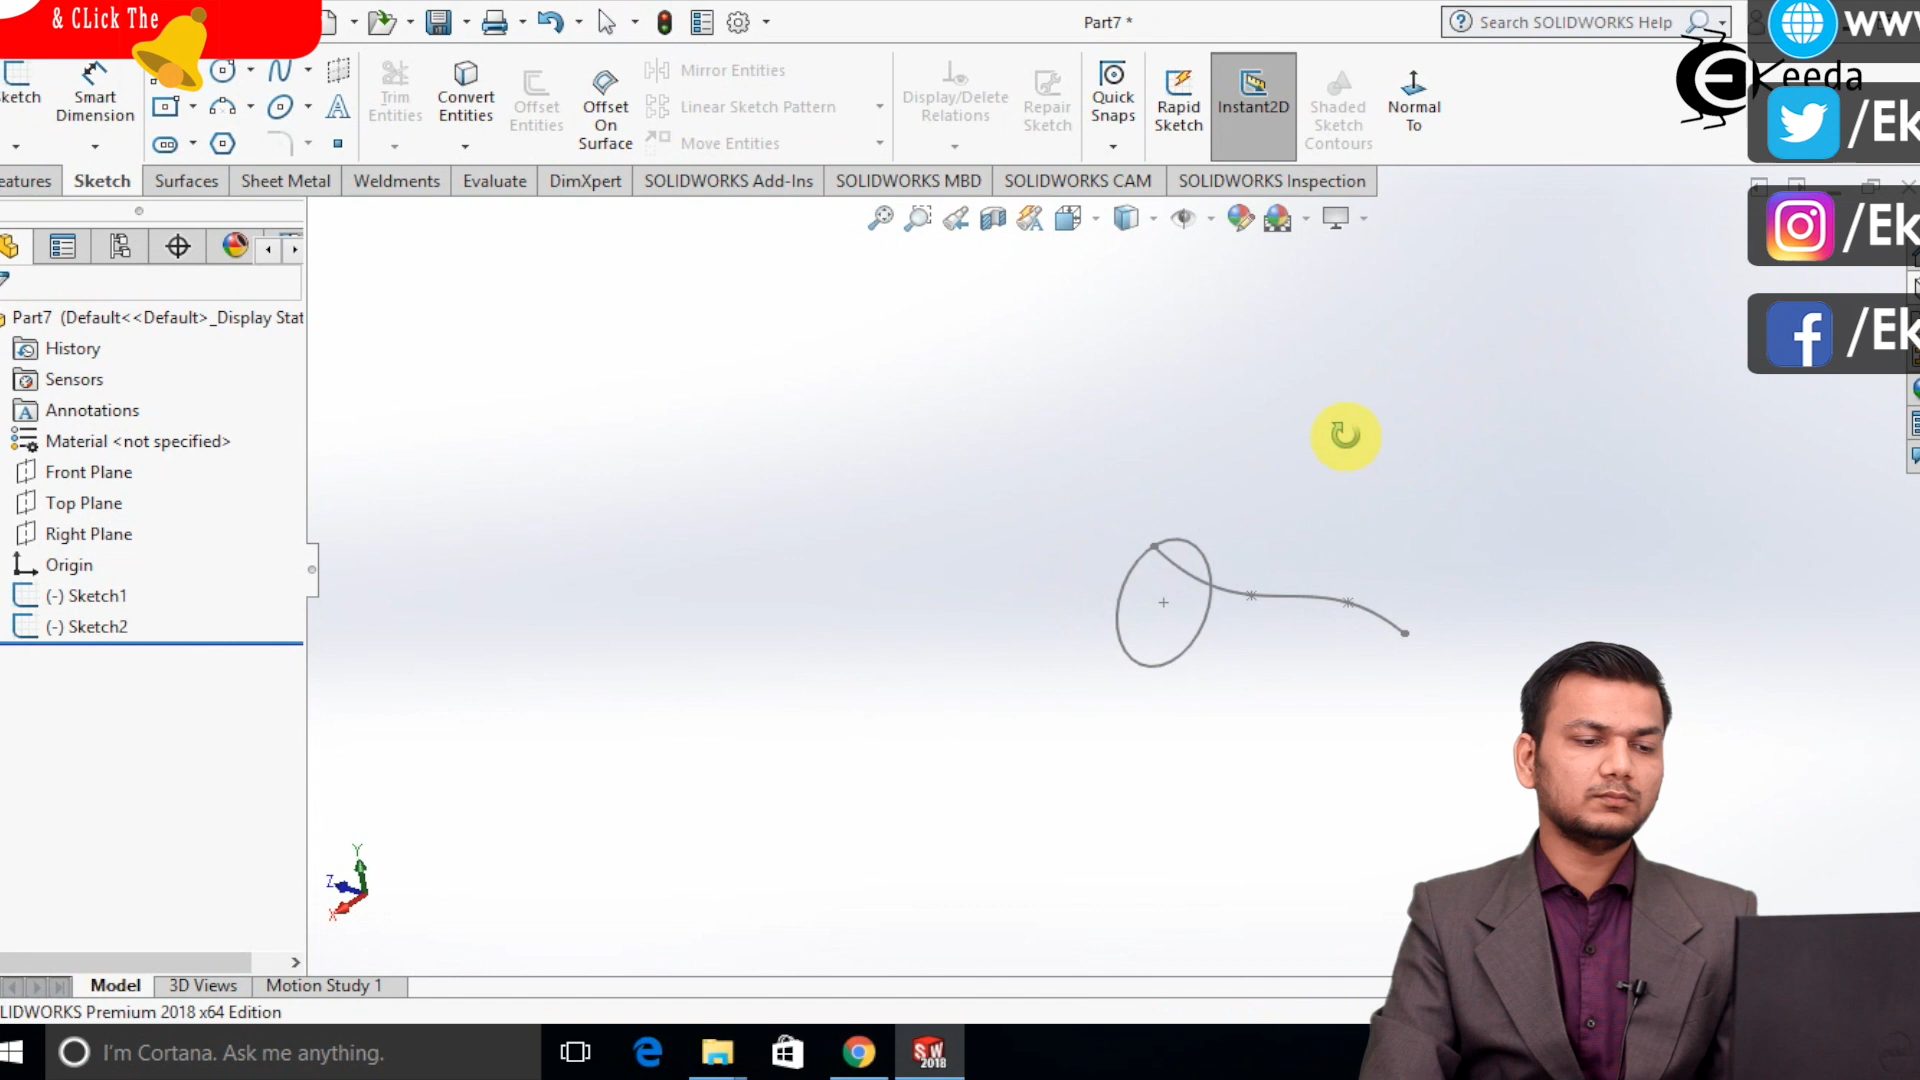 & CLick The
Part7 *
Search SOLIDWORKS Help
www
Keeda
/Ek
/Ek
/Ek
Sketch
Smart Dimension
Trim Entities
Convert Entities
Offset Entities
Offset On Surface
Mirror Entities
Linear Sketch Pattern
Move Entities
Display/Delete Relations
Repair Sketch
Quick Snaps
Rapid Sketch
Instant2D
Shaded Sketch Contours
Normal To
eatures
Sketch
Surfaces
Sheet Metal
Weldments
Evaluate
DimXpert
SOLIDWORKS Add-Ins
SOLIDWORKS MBD
SOLIDWORKS CAM
SOLIDWORKS Inspection
Part7 (Default<<Default>_Display Stat
History
Sensors
Annotations
Material <not specified>
Front Plane
Top Plane
Right Plane
Origin
(-) Sketch1
(-) Sketch2
Y
Z
X
Model
3D Views
Motion Study 1
LIDWORKS Premium 2018 x64 Edition
I'm Cortana. Ask me anything.
SW
2018